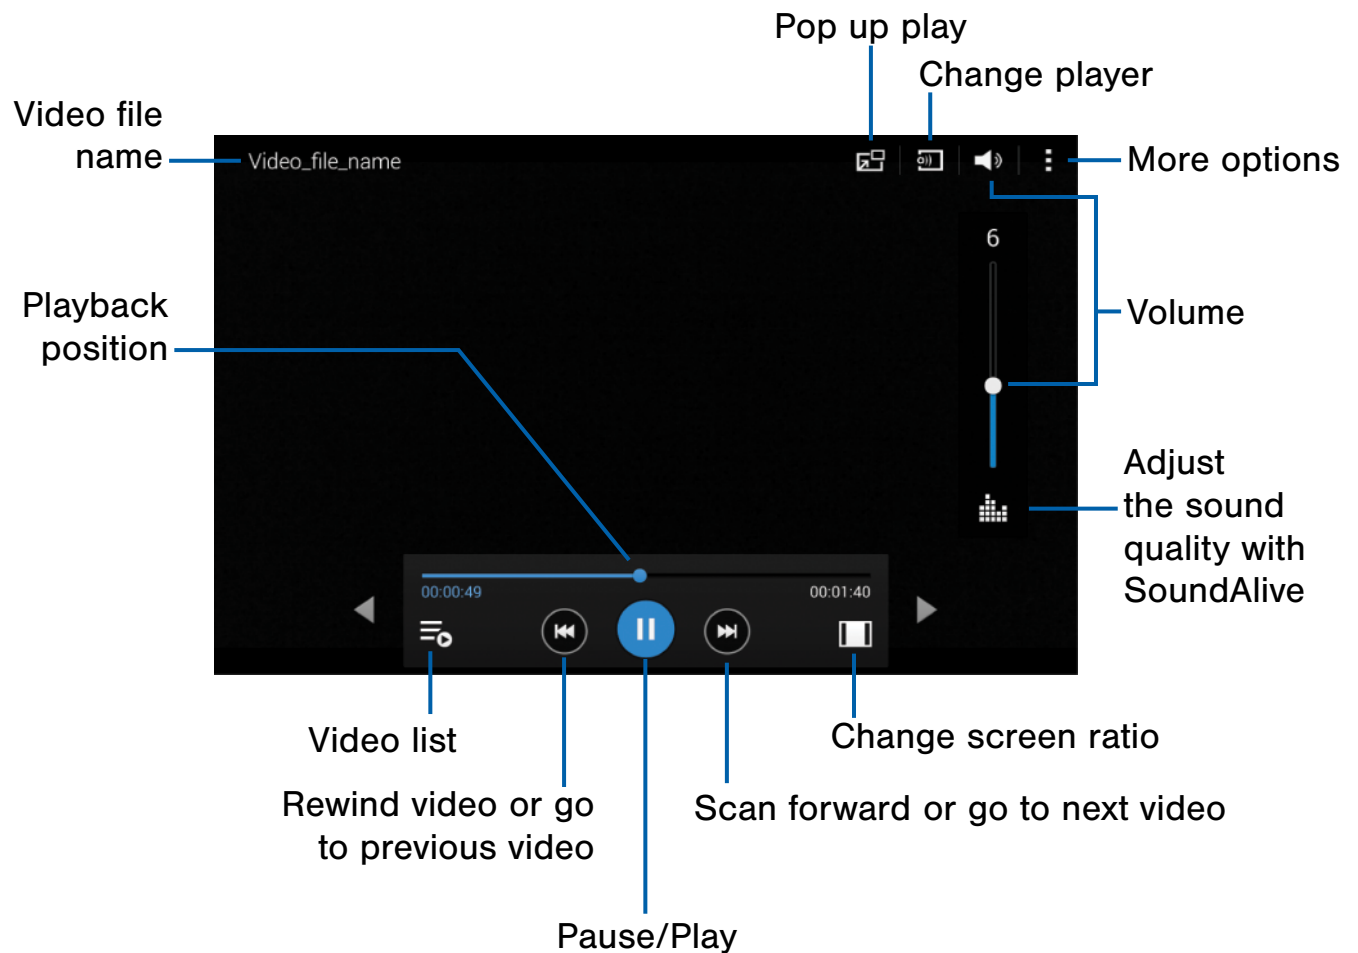 Pop up play
Change player
Video file
name
Video_file_name
More options
6
Playback
position
Volume
Adjust
the sound
quality with
SoundAlive
00:00:49
00:01:40
Video list
Change screen ratio
Rewind video or go
to previous video
Scan forward or go to next video
Pause/Play